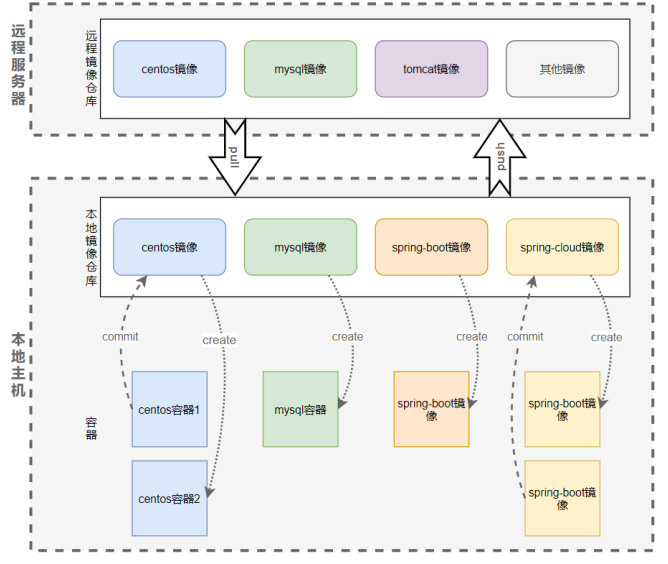 远程服务器
远程镜像仓库
centos镜像
mysql镜像
tomcat镜像
其他镜像
pull
push
本地主机
本地镜像仓库
centos镜像
mysql镜像
spring-boot镜像
spring-cloud镜像
commit
create
create
create
commit
create
容器
centos容器1
mysql容器
spring-boot镜
像
spring-boot镜
像
centos容器2
spring-boot镜
像